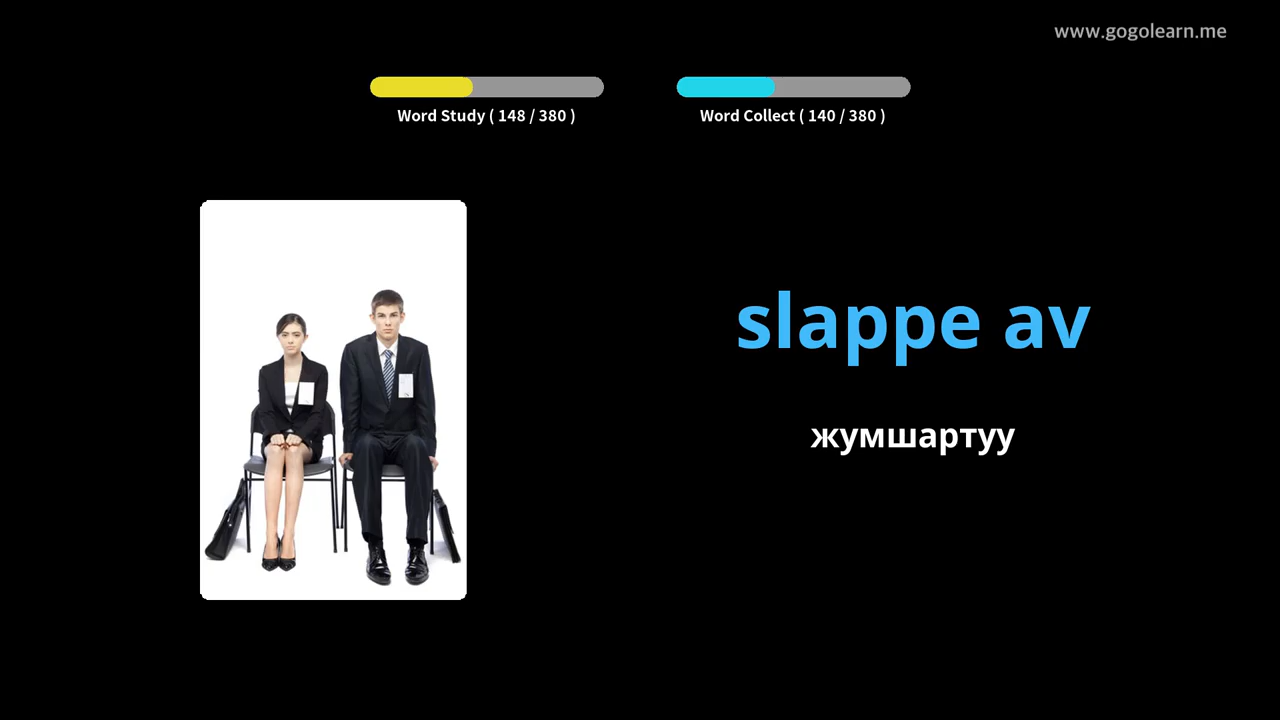 www.gogolearn.me
Word Study ( 148 / 380 )
Word Collect ( 140 / 380 )
slappe av
жумшартуу